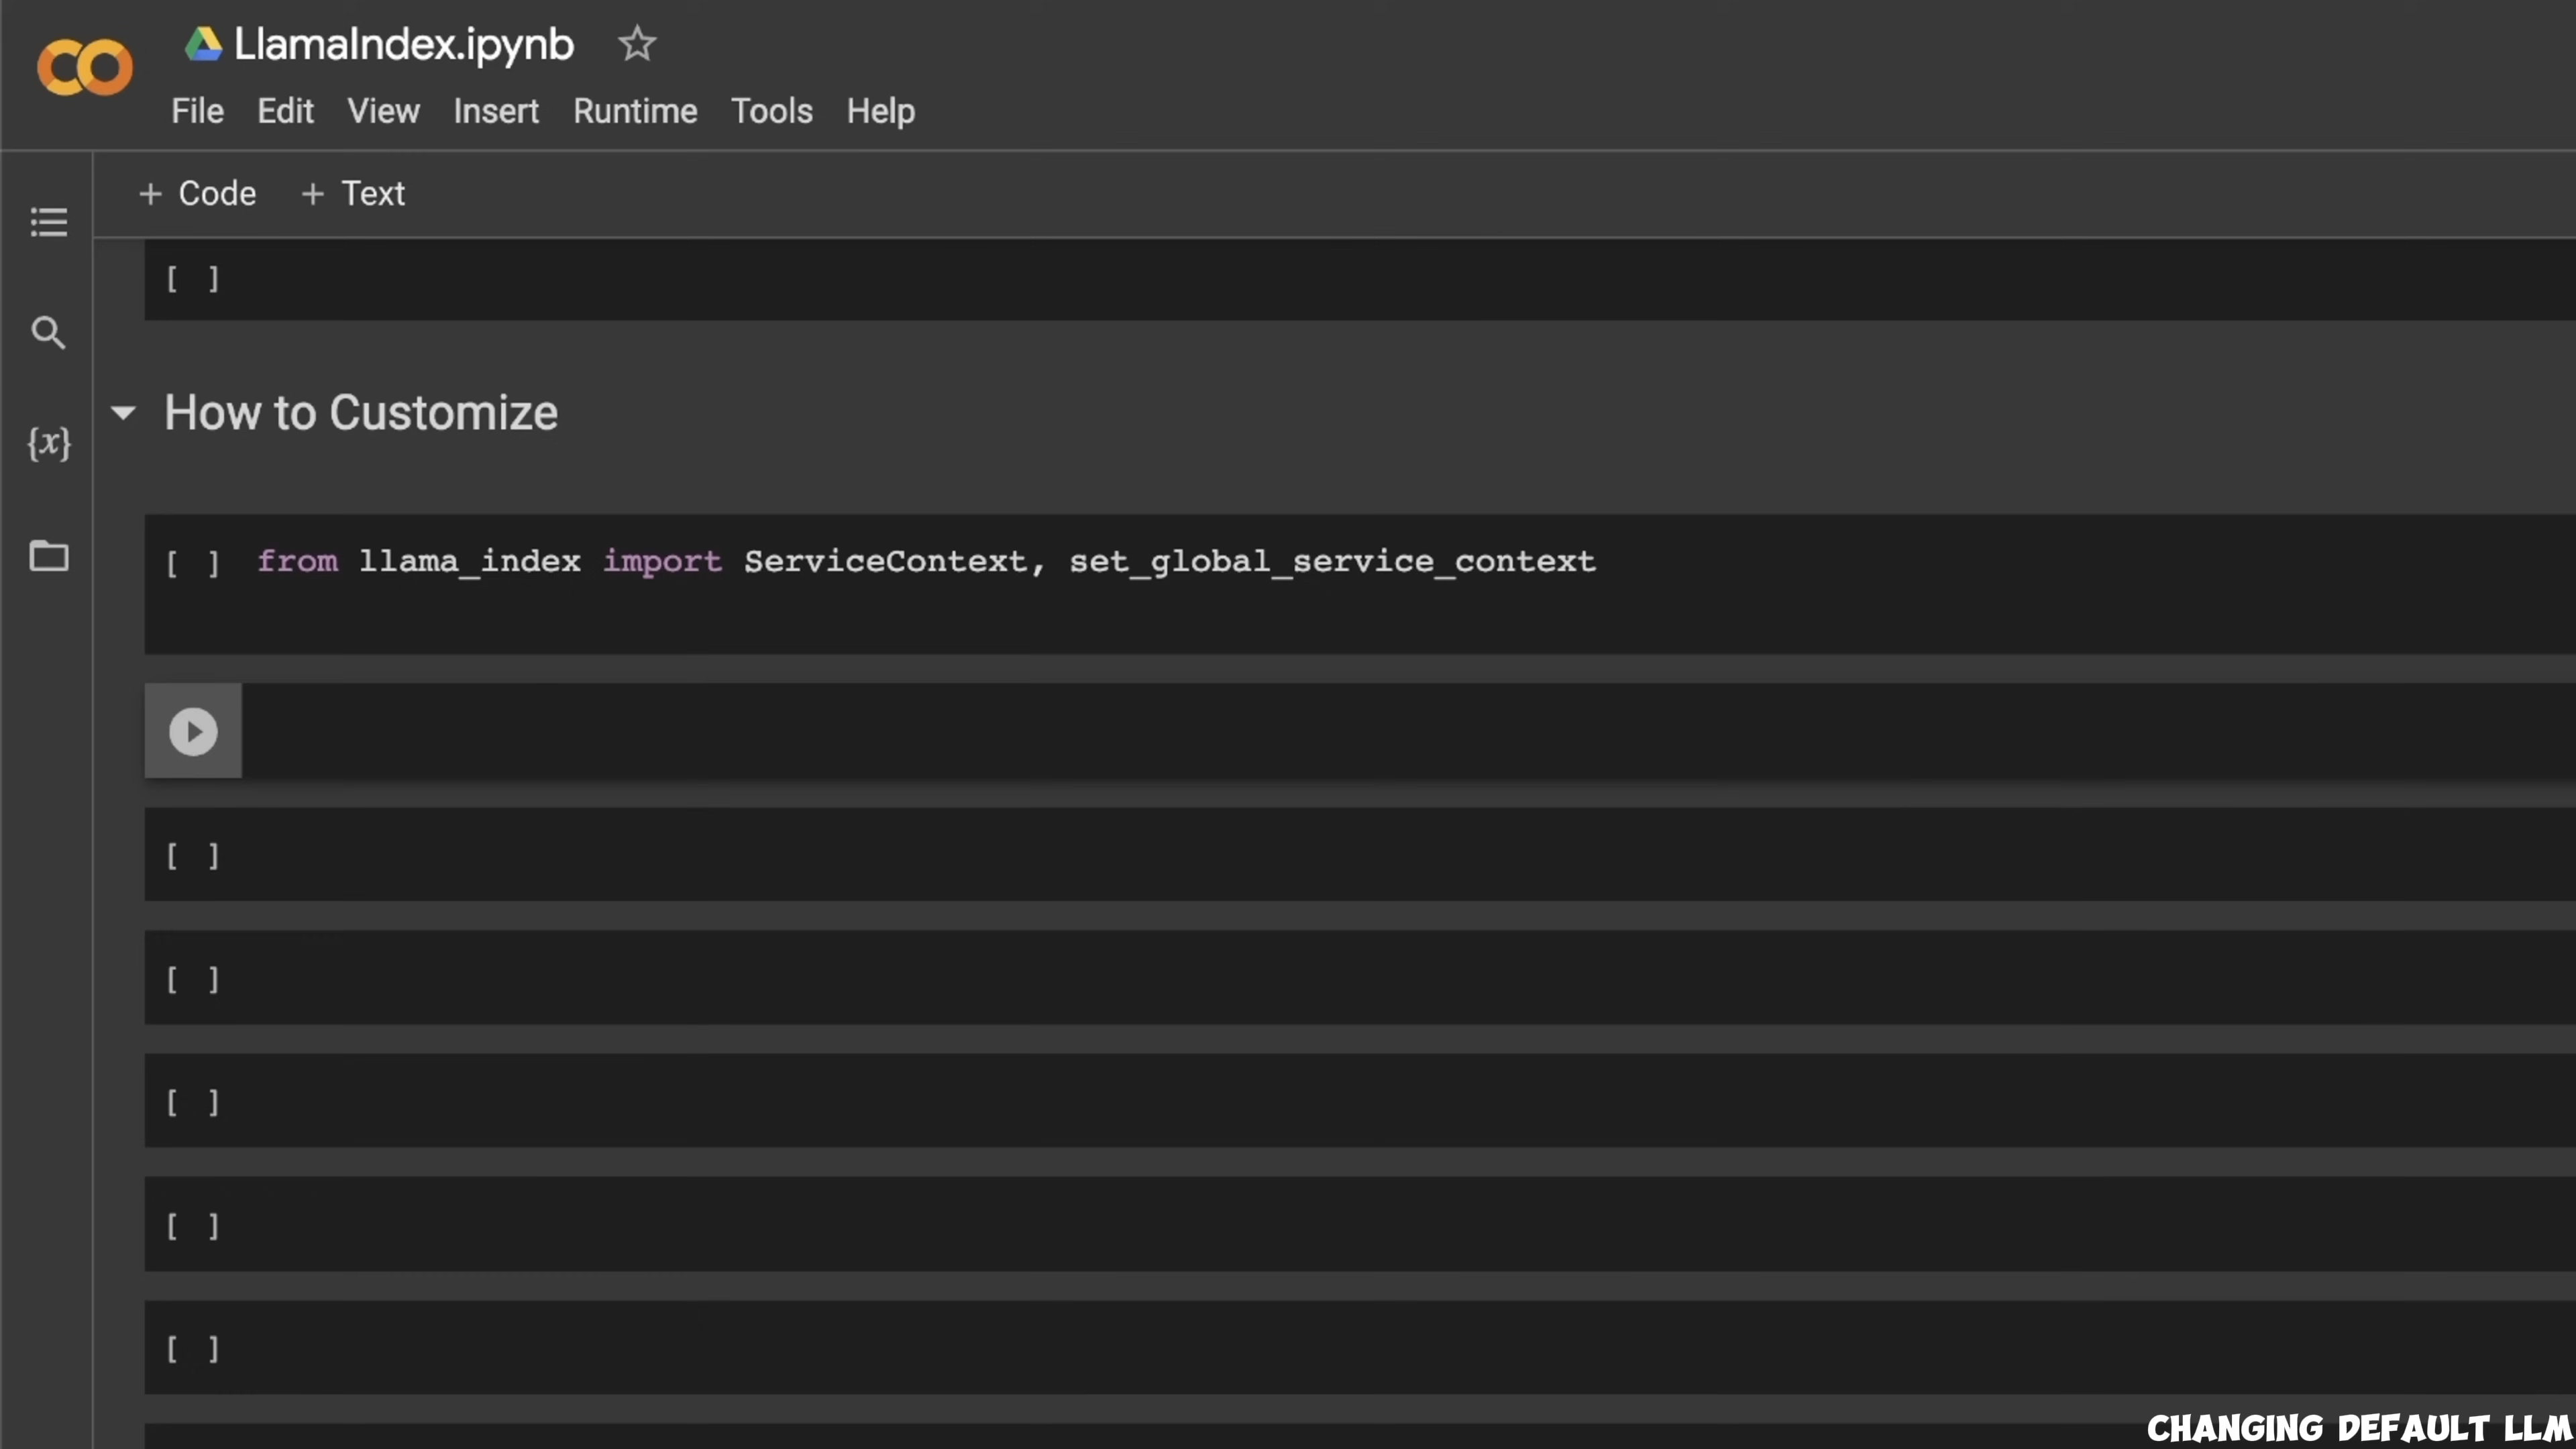 LlamaIndex.ipynb
File Edit View Insert Runtime Tools Help
+ Code + Text
[ ]
How to Customize
{x}
[ ] from llama_index import ServiceContext, set_global_service_context
[ ]
[ ]
[ ]
[ ]
[ ]
CHANGING DEFAULT LLM